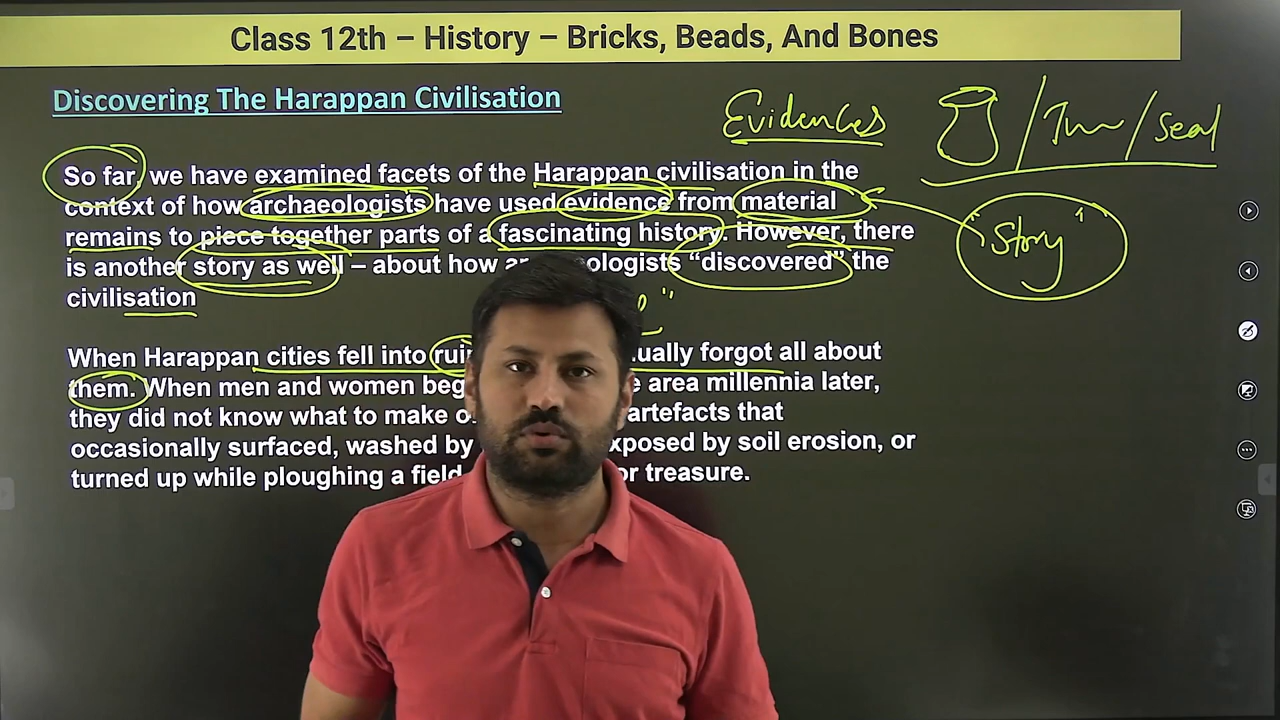 Class 12th – History – Bricks, Beads, And Bones
Discovering The Harappan Civilisation
Evidences
/ / seal
So far, we have examined facets of the Harappan civilisation in the
context of how archaeologists have used evidence from material
remains to piece together parts of a fascinating history. However, there
is another story as well – about how ologists “discovered” the
civilisation
"Story"
When Harappan cities fell into ually forgot all about
them. When men and women area millennia later,
they did not know what to make artefacts that
occasionally surfaced, washed by xposed by soil erosion, or
turned up while ploughing a field or treasure.